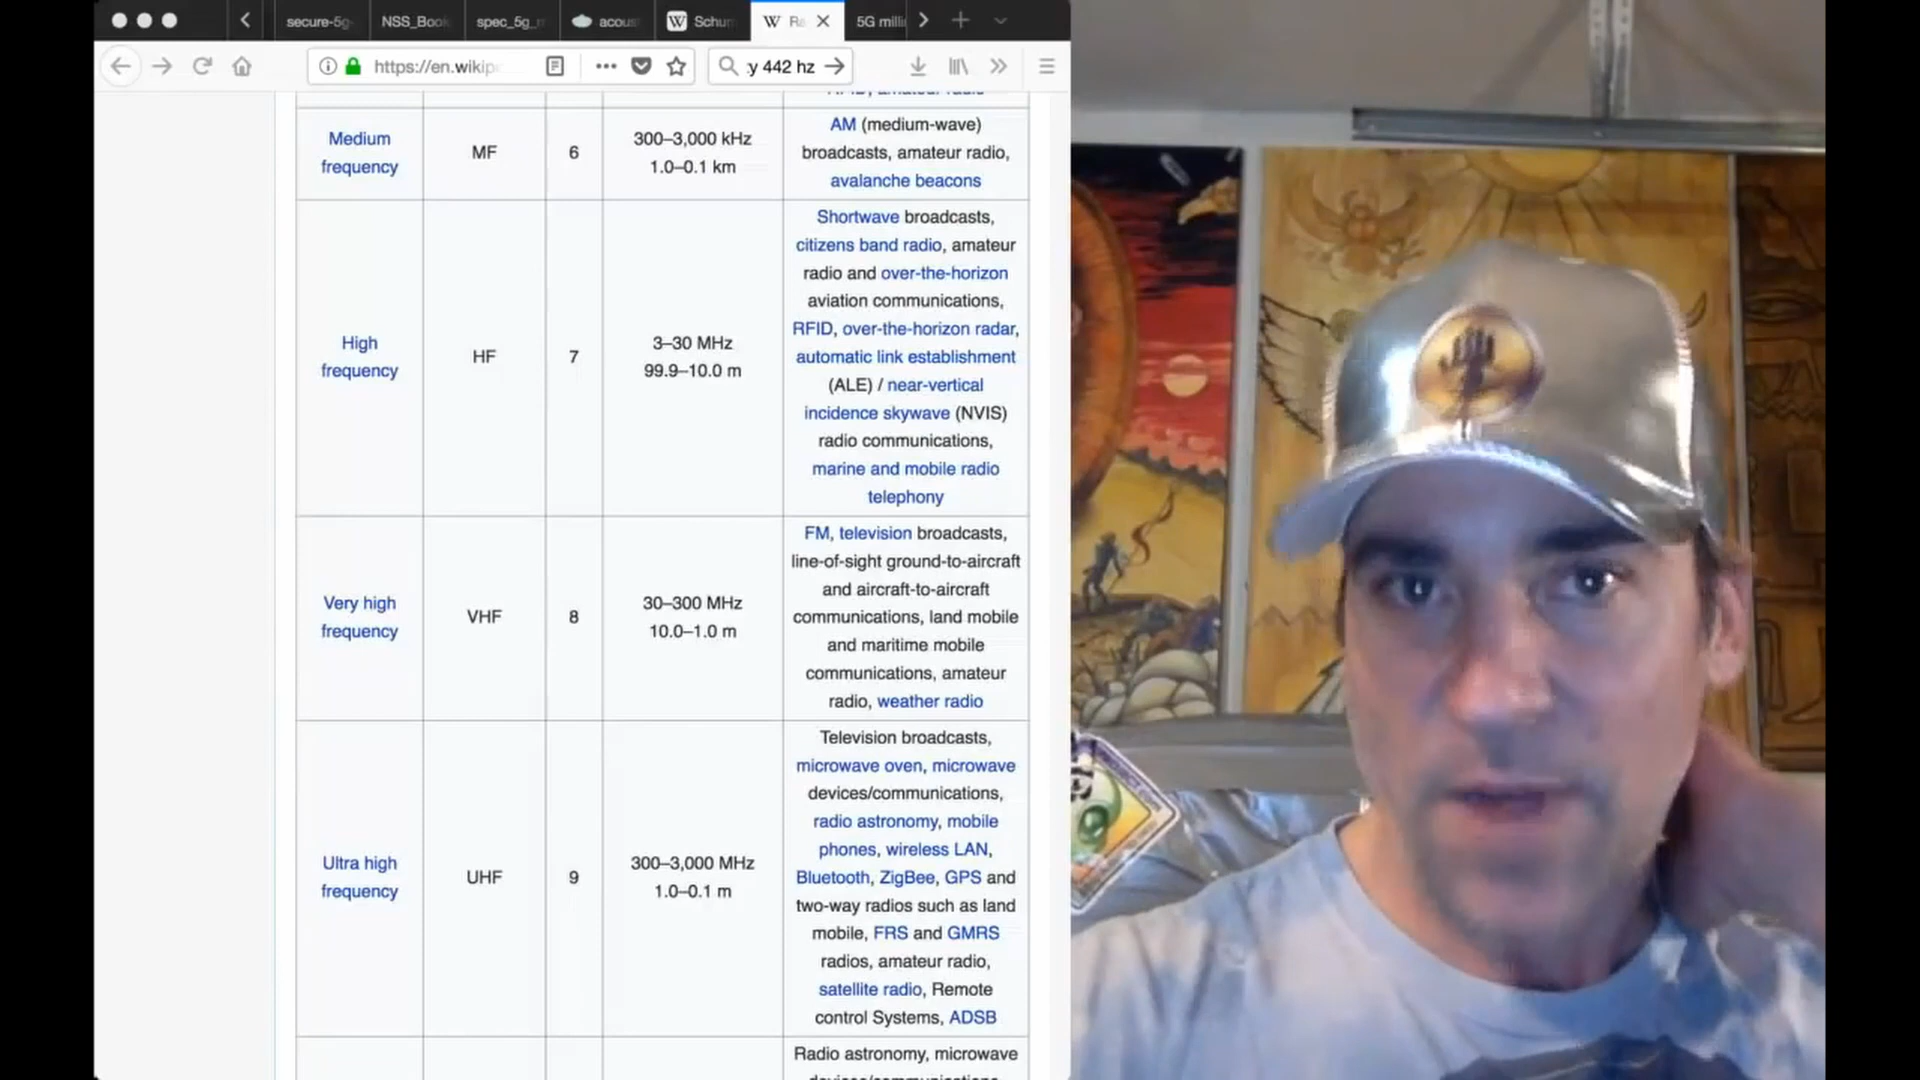 secure-5g-
NSS_Book
spec_5g_n
acous
Schum
Ra
5G milli
https://en.wikip
y 442 hz
RFID, amateur radio
Medium
frequency
MF
6
300–3,000 kHz
1.0–0.1 km
AM (medium-wave)
broadcasts, amateur radio,
avalanche beacons
High
frequency
HF
7
3–30 MHz
99.9–10.0 m
Shortwave broadcasts,
citizens band radio, amateur
radio and over-the-horizon
aviation communications,
RFID, over-the-horizon radar,
automatic link establishment
(ALE) / near-vertical
incidence skywave (NVIS)
radio communications,
marine and mobile radio
telephony
Very high
frequency
VHF
8
30–300 MHz
10.0–1.0 m
FM, television broadcasts,
line-of-sight ground-to-aircraft
and aircraft-to-aircraft
communications, land mobile
and maritime mobile
communications, amateur
radio, weather radio
Ultra high
frequency
UHF
9
300–3,000 MHz
1.0–0.1 m
Television broadcasts,
microwave oven, microwave
devices/communications,
radio astronomy, mobile
phones, wireless LAN,
Bluetooth, ZigBee, GPS and
two-way radios such as land
mobile, FRS and GMRS
radios, amateur radio,
satellite radio, Remote
control Systems, ADSB
Radio astronomy, microwave
devices/communications